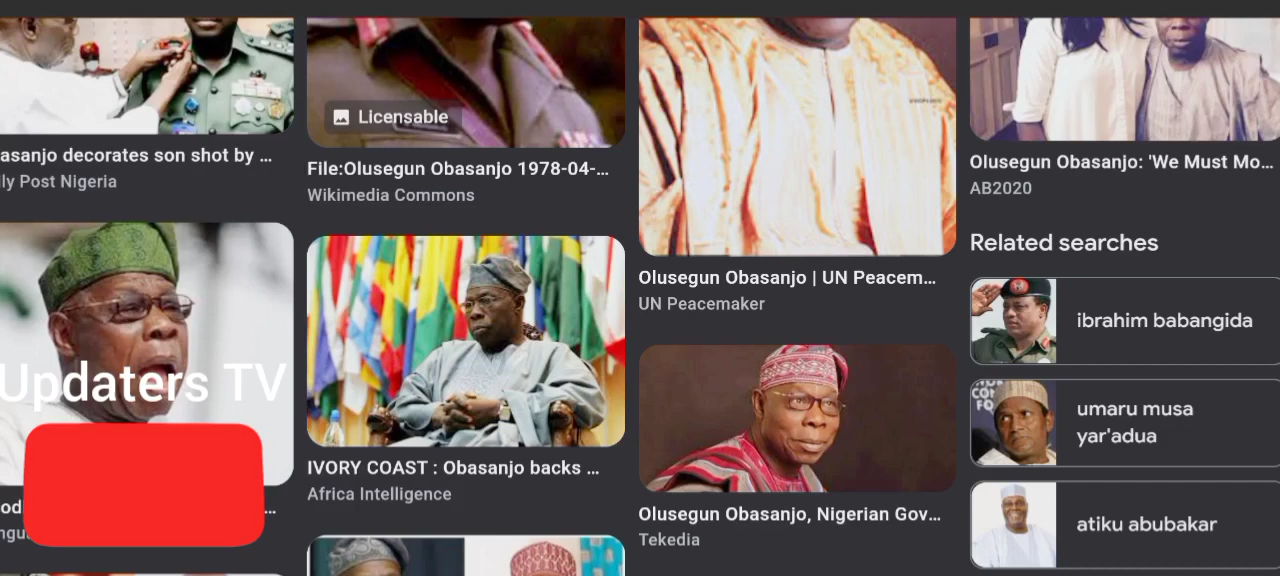 asanjo decorates son shot by ...
ly Post Nigeria
Updaters TV
od
...
ngu
Licensable
File:Olusegun Obasanjo 1978-04-...
Wikimedia Commons
IVORY COAST : Obasanjo backs ...
Africa Intelligence
Olusegun Obasanjo | UN Peacem...
UN Peacemaker
Olusegun Obasanjo, Nigerian Gov...
Tekedia
Olusegun Obasanjo: 'We Must Mo...
AB2020
Related searches
ibrahim babangida
umaru musa
yar'adua
atiku abubakar